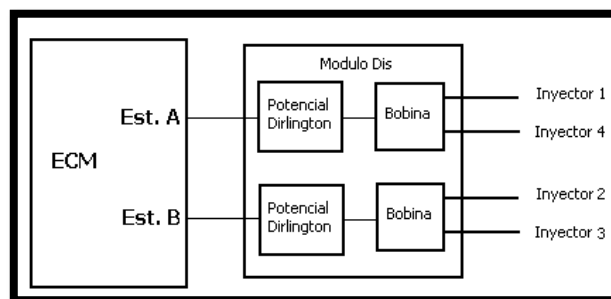 Modulo Dis
ECM
Est. A
Potencial
Dirlington
Bobina
Inyector 1
Inyector 4
Est. B
Potencial
Dirlington
Bobina
Inyector 2
Inyector 3